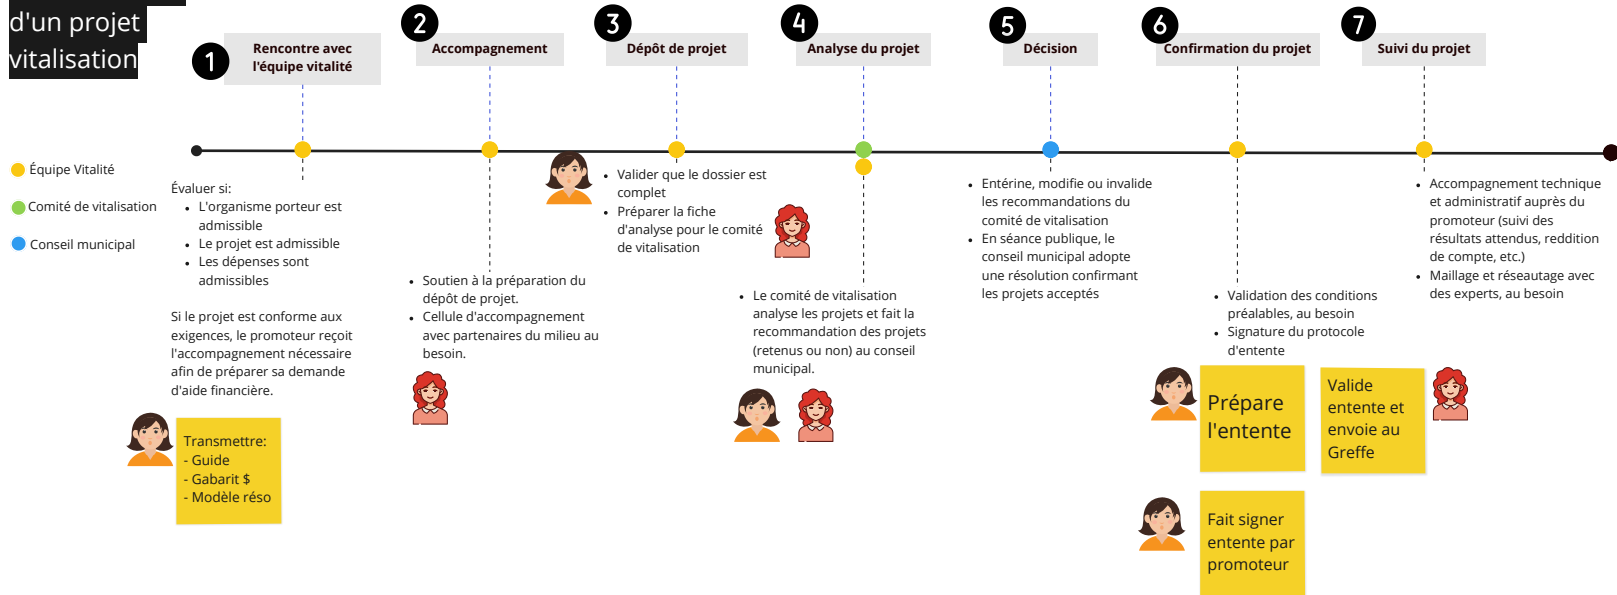 d'un projet
vitalisation
1
Rencontre avec
l'équipe vitalité
2
Accompagnement
3
Dépôt de projet
4
Analyse du projet
5
Décision
6
Confirmation du projet
7
Suivi du projet
Équipe Vitalité
Comité de vitalisation
Conseil municipal
Évaluer si:
• L'organisme porteur est
admissible
• Le projet est admissible
• Les dépenses sont
admissibles
Si le projet est conforme aux
exigences, le promoteur reçoit
l'accompagnement nécessaire
afin de préparer sa demande
d'aide financière.
Transmettre:
- Guide
- Gabarit $
- Modèle réso
• Soutien à la préparation du
dépôt de projet.
• Cellule d'accompagnement
avec partenaires du milieu au
besoin.
• Valider que le dossier est
complet
• Préparer la fiche
d'analyse pour le comité
de vitalisation
• Le comité de vitalisation
analyse les projets et fait la
recommandation des projets
(retenus ou non) au conseil
municipal.
• Entérine, modifie ou invalide
les recommandations du
comité de vitalisation
• En séance publique, le
conseil municipal adopte
une résolution confirmant
les projets acceptés
• Validation des conditions
préalables, au besoin
• Signature du protocole
d'entente
Prépare
l'entente
Valide
entente et
envoie au
Greffe
Fait signer
entente par
promoteur
• Accompagnement technique
et administratif auprès du
promoteur (suivi des
résultats attendus, reddition
de compte, etc.)
• Maillage et réseautage avec
des experts, au besoin